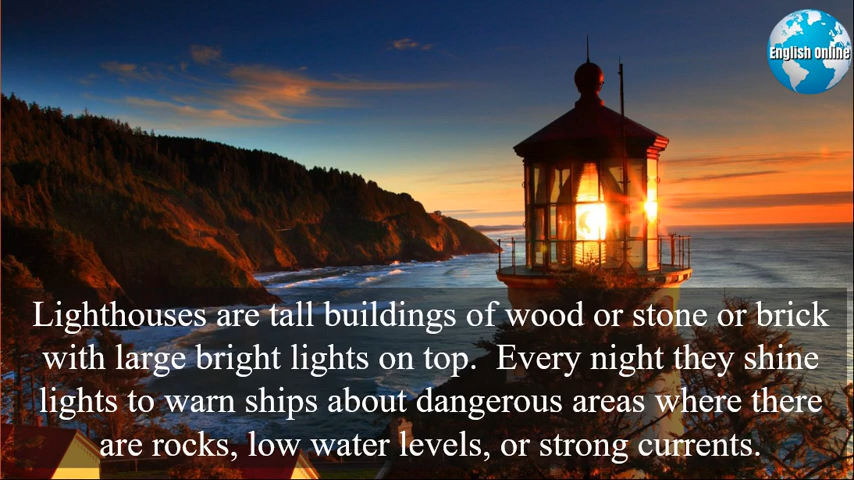 English Online
Lighthouses are tall buildings of wood or stone or brick
with large bright lights on top.  Every night they shine
lights to warn ships about dangerous areas where there
are rocks, low water levels, or strong currents.